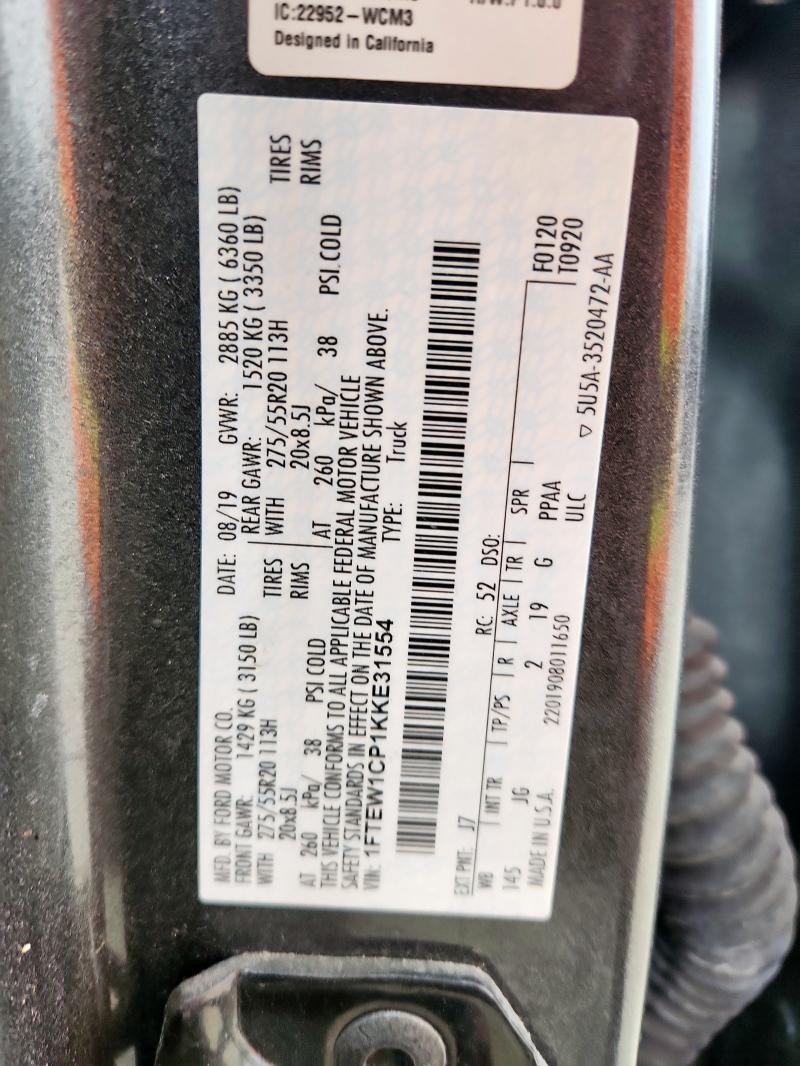 IC:22952-WCM3
Designed in California
MFD. BY FORD MOTOR CO. DATE: 08/19 GVWR: 2885 KG ( 6360 LB)
FRONT GAWR: 1429 KG ( 3150 LB) REAR GAWR: 1520 KG ( 3350 LB)
WITH 275/55R20 113H TIRES WITH 275/55R20 113H TIRES
20x8.5J RIMS 20x8.5J RIMS
AT 260 kPa/ 38 PSI COLD AT 260 kPa/ 38 PSI. COLD
THIS VEHICLE CONFORMS TO ALL APPLICABLE FEDERAL MOTOR VEHICLE
SAFETY STANDARDS IN EFFECT ON THE DATE OF MANUFACTURE SHOWN ABOVE.
VIN: 1FTEW1CP1KKE31554 TYPE: Truck
EXT PNT: J7 RC: 52 DSO:
WB INT TR TP/PS R AXLE TR SPR F0120
145 JG 2 19 G PPAA T0920
MADE IN U.S.A. 2201908011650 ULC
▽ 5U5A-3520472-AA